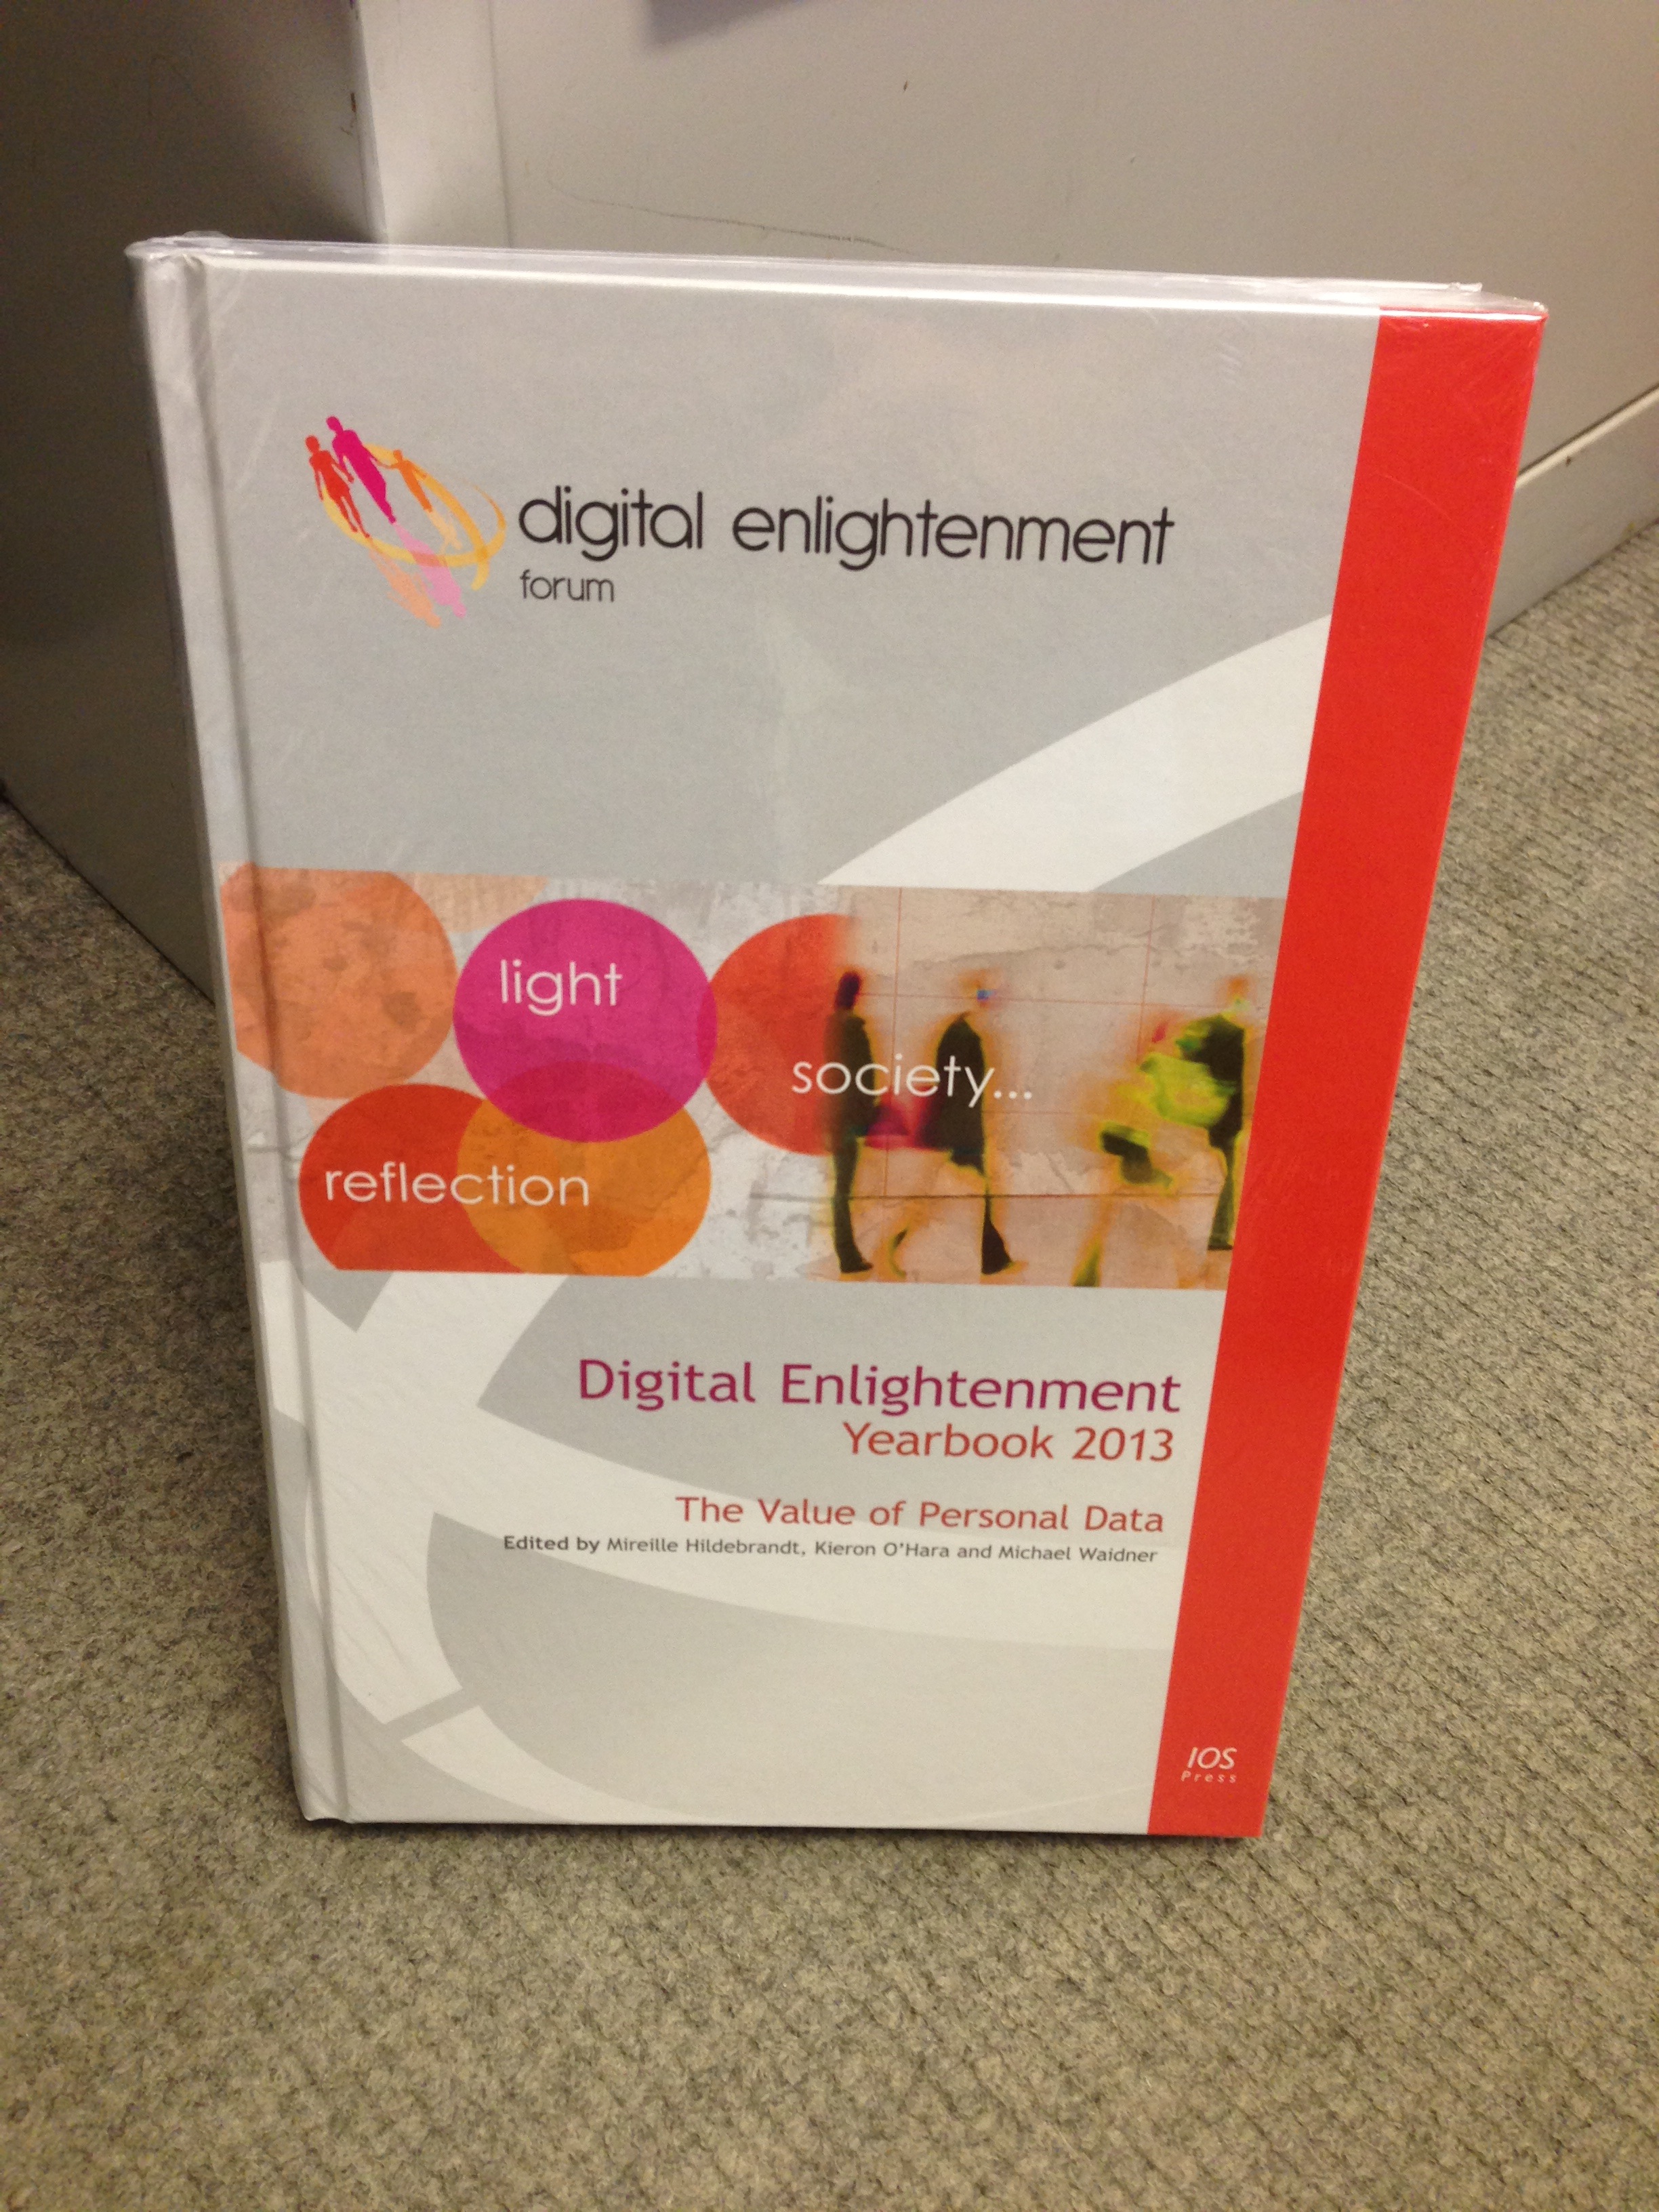 digital enlightenment
forum
light
society...
reflection
Digital Enlightenment
Yearbook 2013
The Value of Personal Data
Edited by Mireille Hildebrandt, Kieron O'Hara and Michael Waidner
IOS
Press